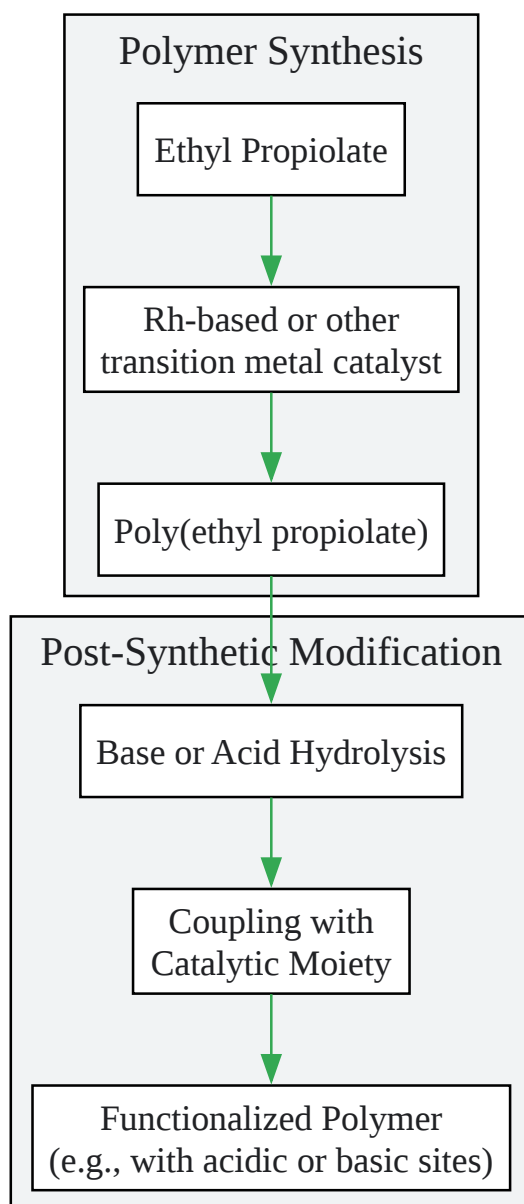 Polymer Synthesis
Ethyl Propiolate
Rh-based or other
transition metal catalyst
Poly(ethyl propiolate)
Post-Synthetic Modification
Base or Acid Hydrolysis
Coupling with
Catalytic Moiety
Functionalized Polymer
(e.g., with acidic or basic sites)